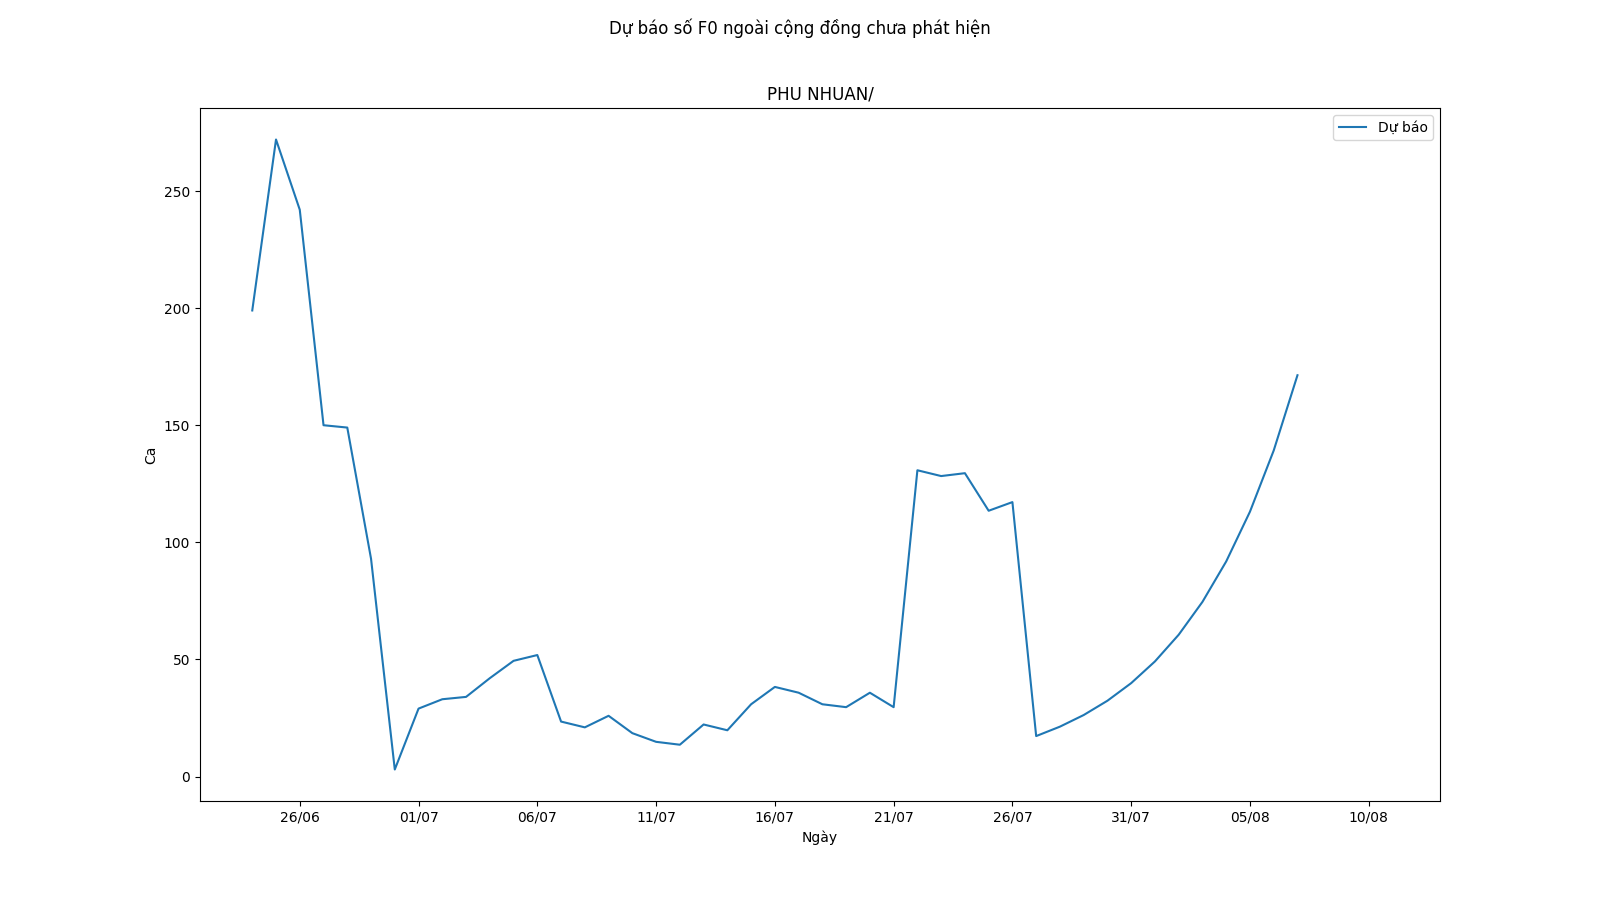 Dự báo số F0 ngoài cộng đồng chưa phát hiện
PHU NHUAN/
Dự báo
250
200
150
100
50
0
Ca
26/06 01/07 06/07 11/07 16/07 21/07 26/07 31/07 05/08 10/08
Ngày